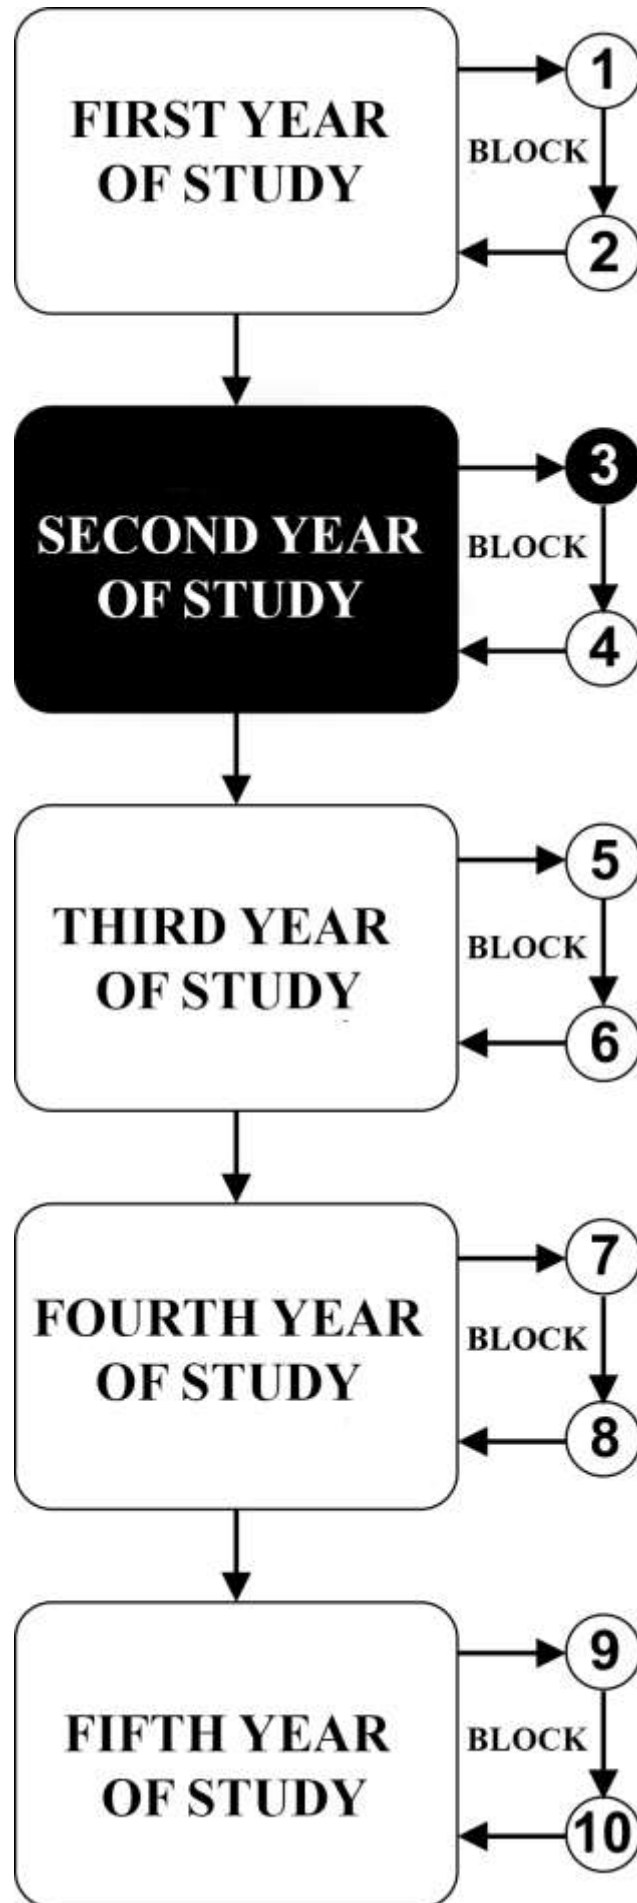 FIRST YEAR
OF STUDY
1
BLOCK
2
SECOND YEAR
OF STUDY
3
BLOCK
4
THIRD YEAR
OF STUDY
5
BLOCK
6
FOURTH YEAR
OF STUDY
7
BLOCK
8
FIFTH YEAR
OF STUDY
9
BLOCK
10